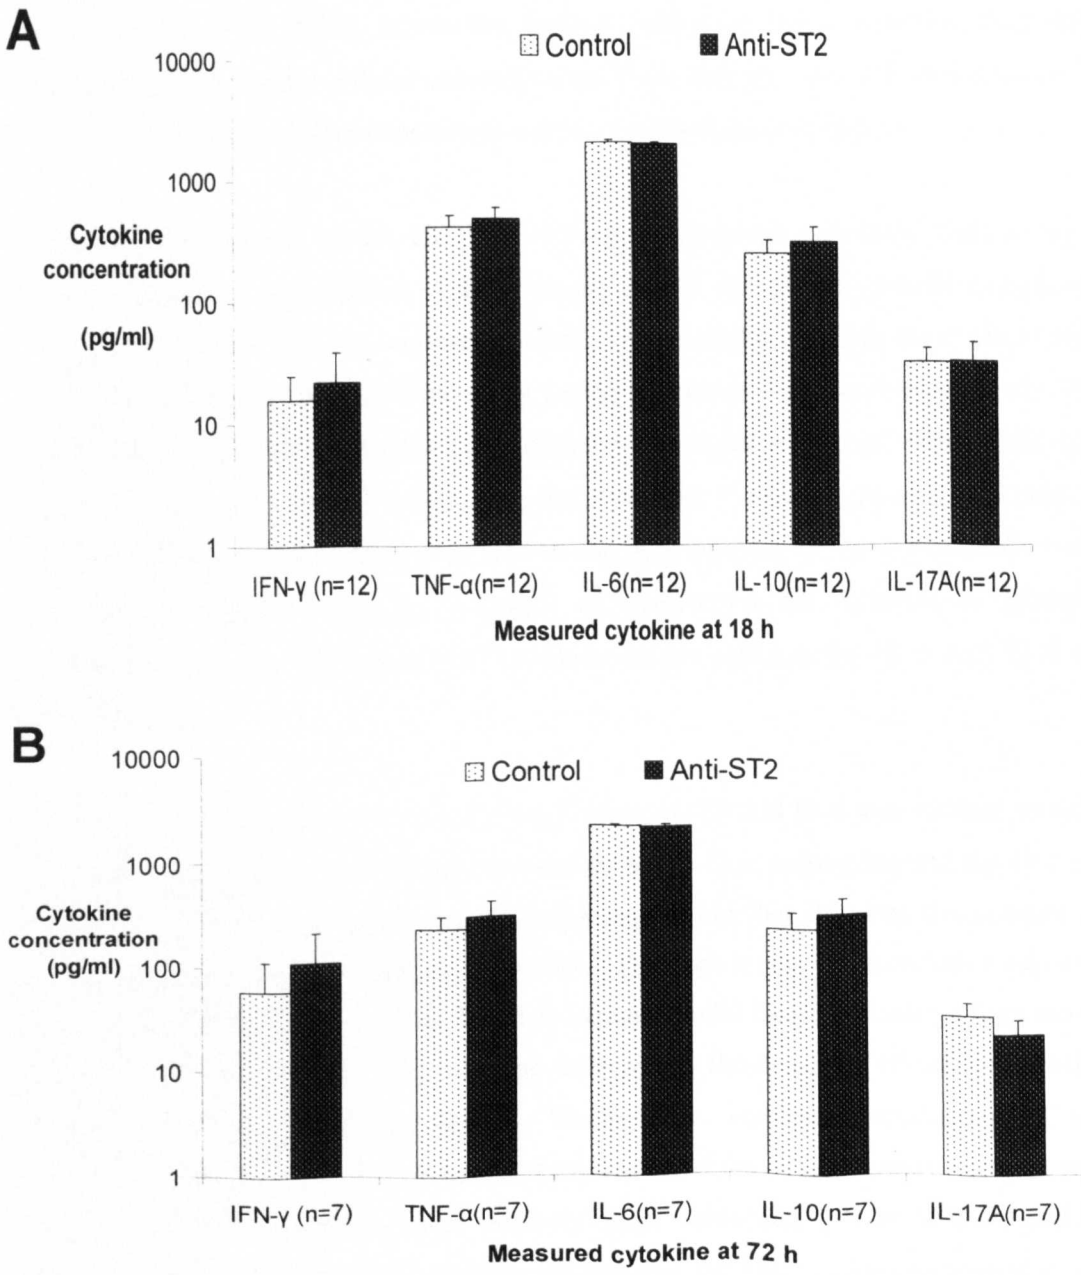 A
Control Anti-ST2
10000
1000
Cytokine
concentration
(pg/ml)
100
10
1
IFN-γ (n=12) TNF-α(n=12) IL-6(n=12) IL-10(n=12) IL-17A(n=12)
Measured cytokine at 18 h
B
Control Anti-ST2
10000
1000
Cytokine
concentration
(pg/ml)
100
10
1
IFN-γ (n=7) TNF-α(n=7) IL-6(n=7) IL-10(n=7) IL-17A(n=7)
Measured cytokine at 72 h